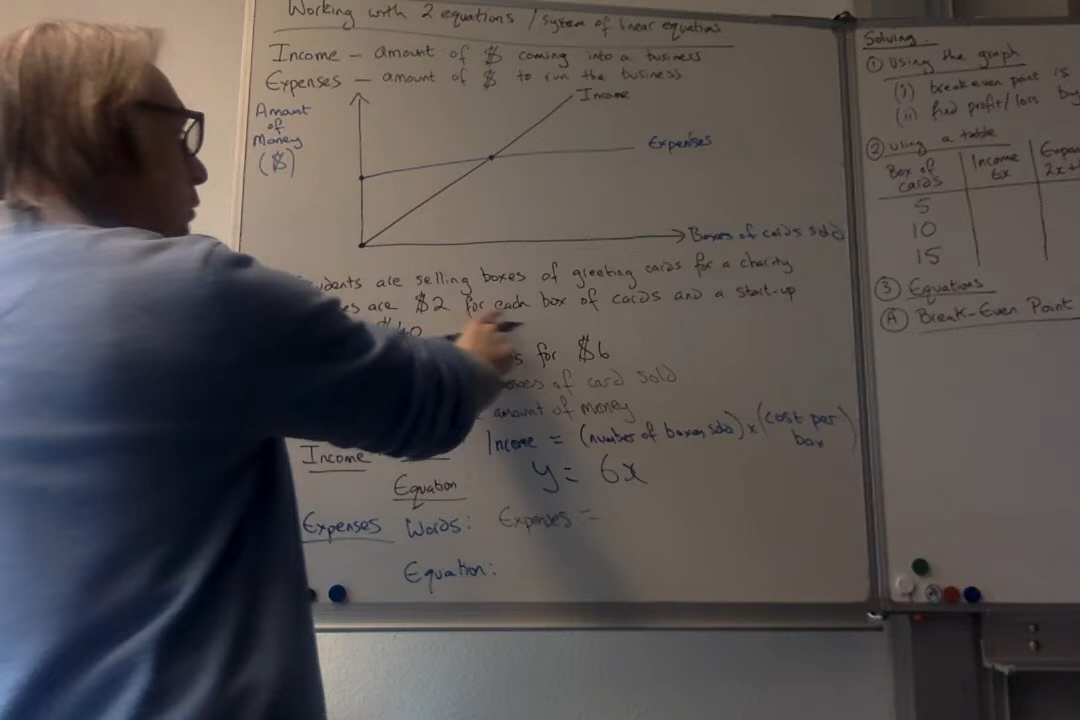 Working with 2 equations / system of linear equations
Income – amount of $ coming into a business
Expenses – amount of $ to run the business
Amount
of
Money
($)
Income
Expenses
Boxes of cards sold
students are selling boxes of greeting cards for a charity
are $2 for each box of cards and a start-up
for $6
boxes of card sold
amount of money
Income = (number of boxes sold) x (cost per
box)
Income
y = 6x
Equation
Expenses Words: Expenses =
Equation:
Solving
① Using the graph
(i) break even point is
(ii) find profit/loss by
② Using a table
Box of
cards
Income
6x
2x+
5
10
15
③ Equations
Ⓐ Break-Even Point